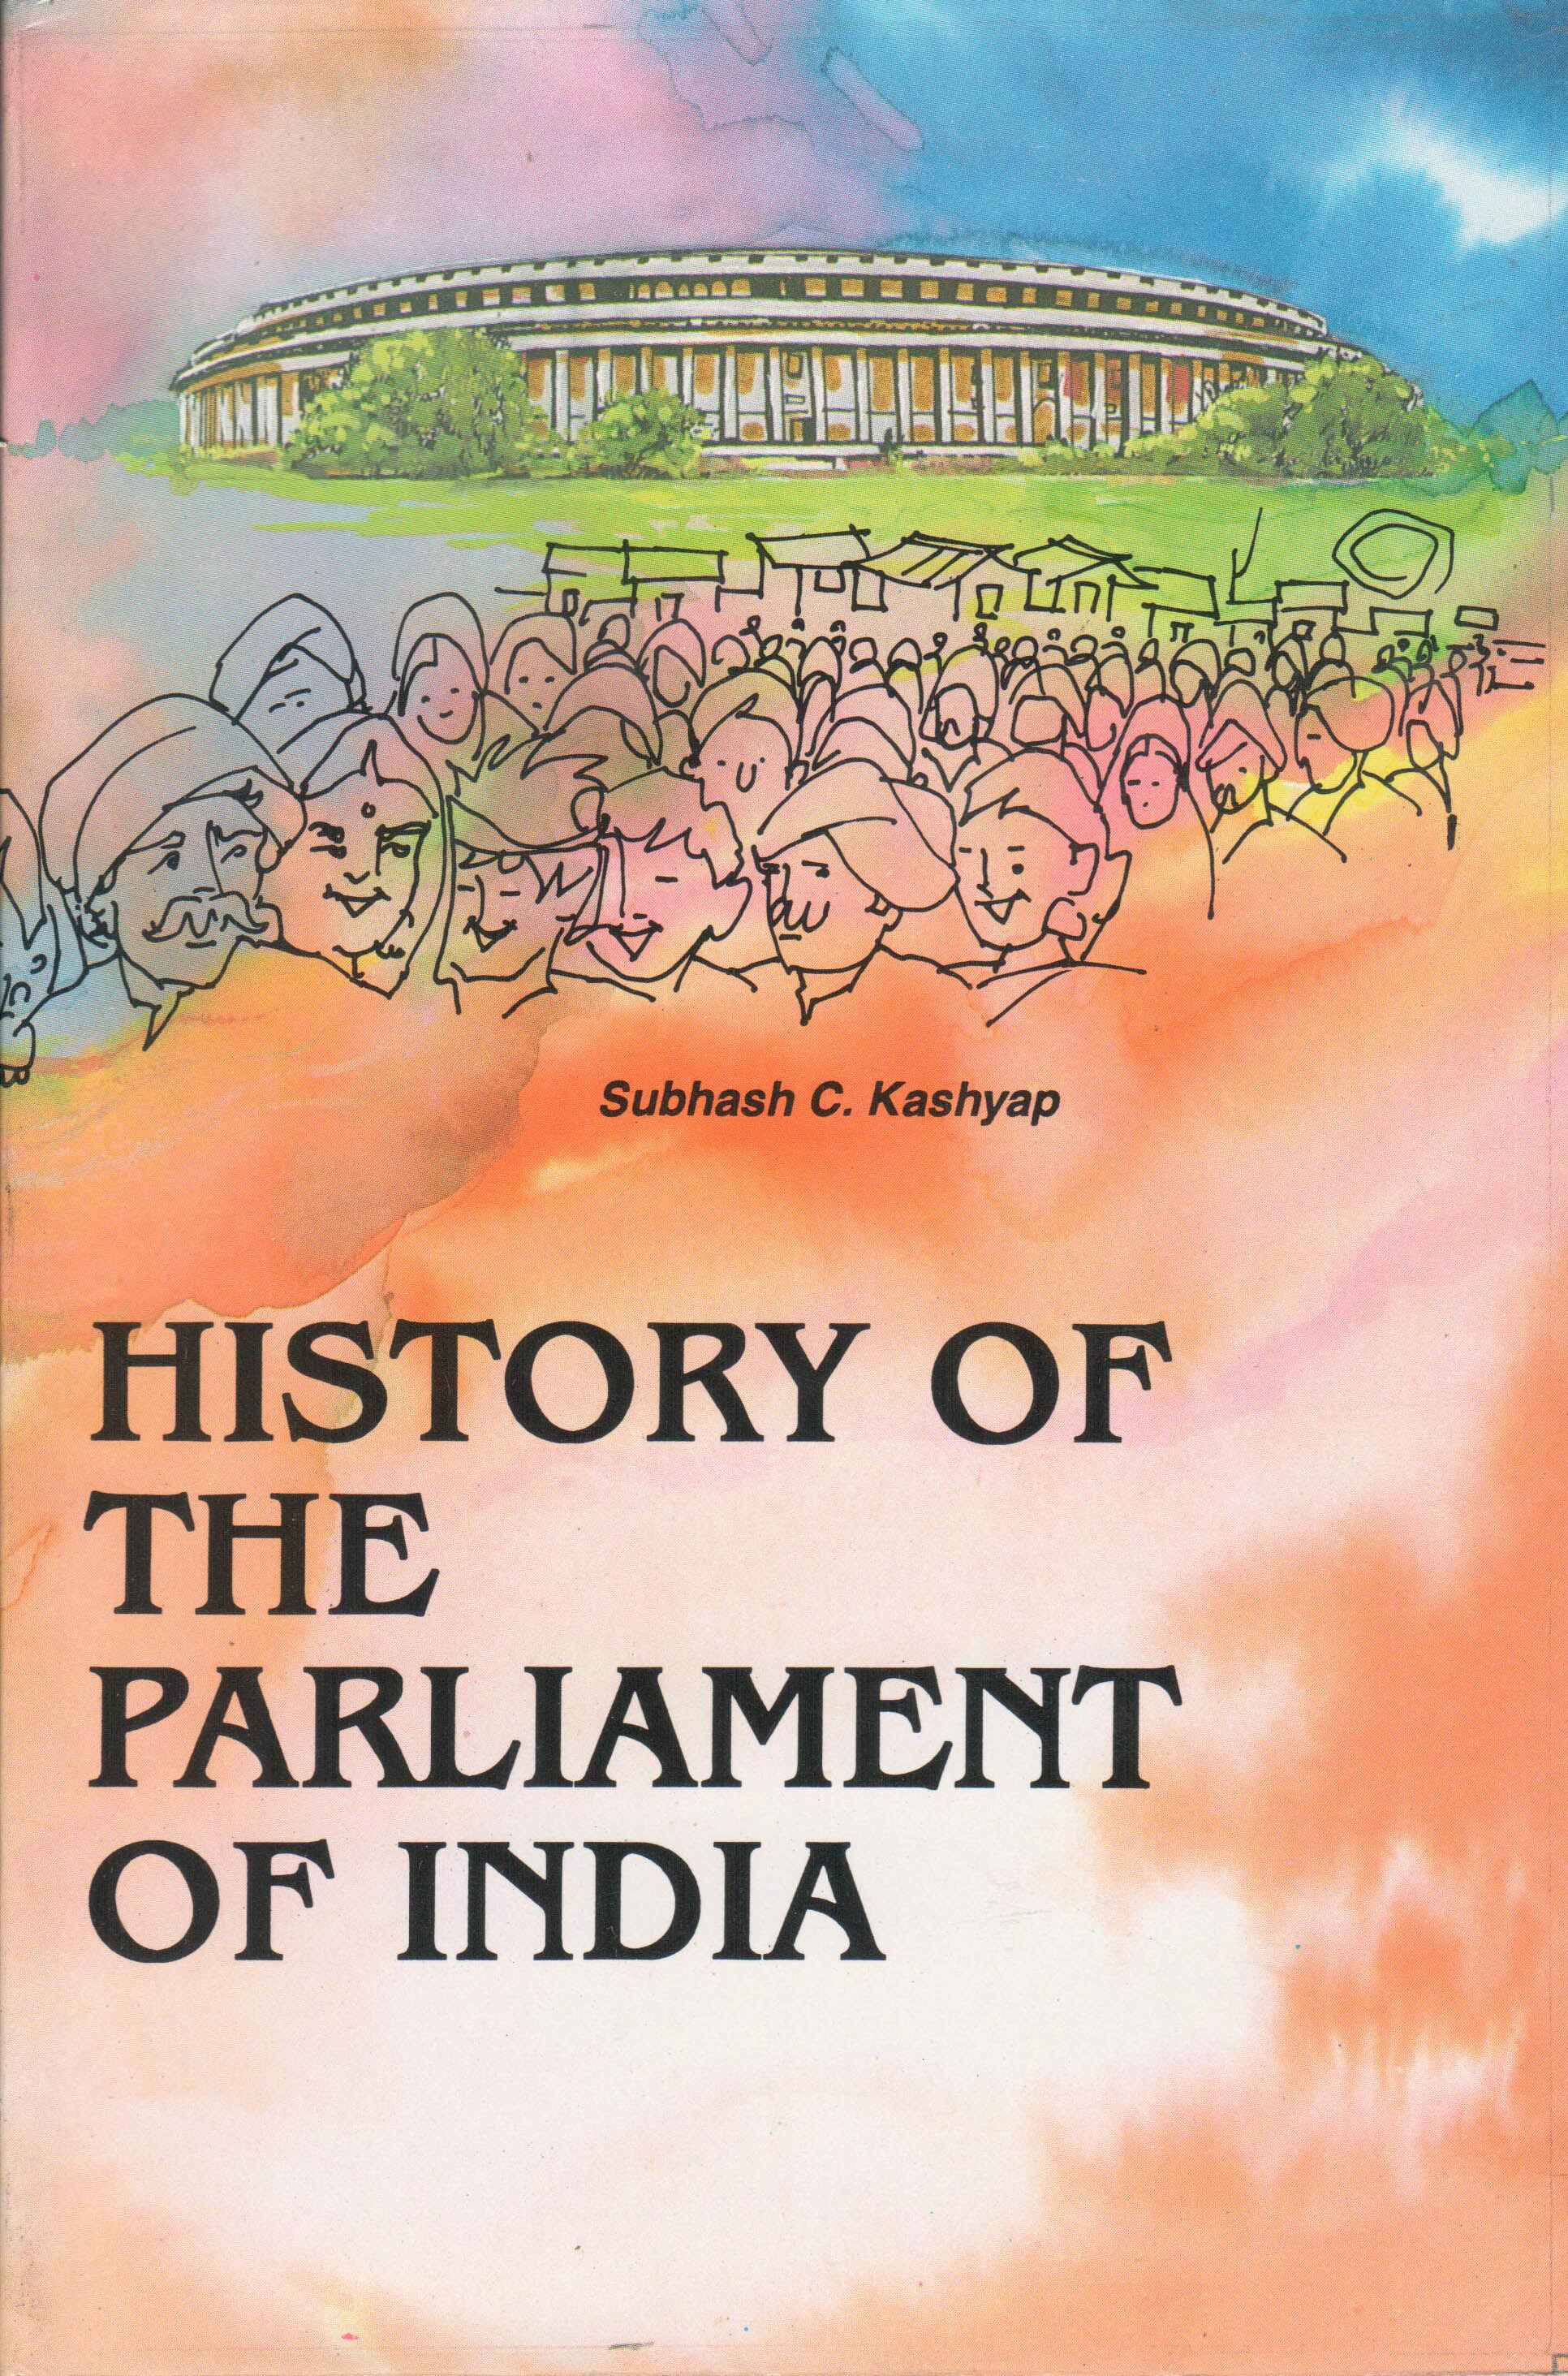 Subhash C. Kashyap
HISTORY OF
THE
PARLIAMENT
OF INDIA